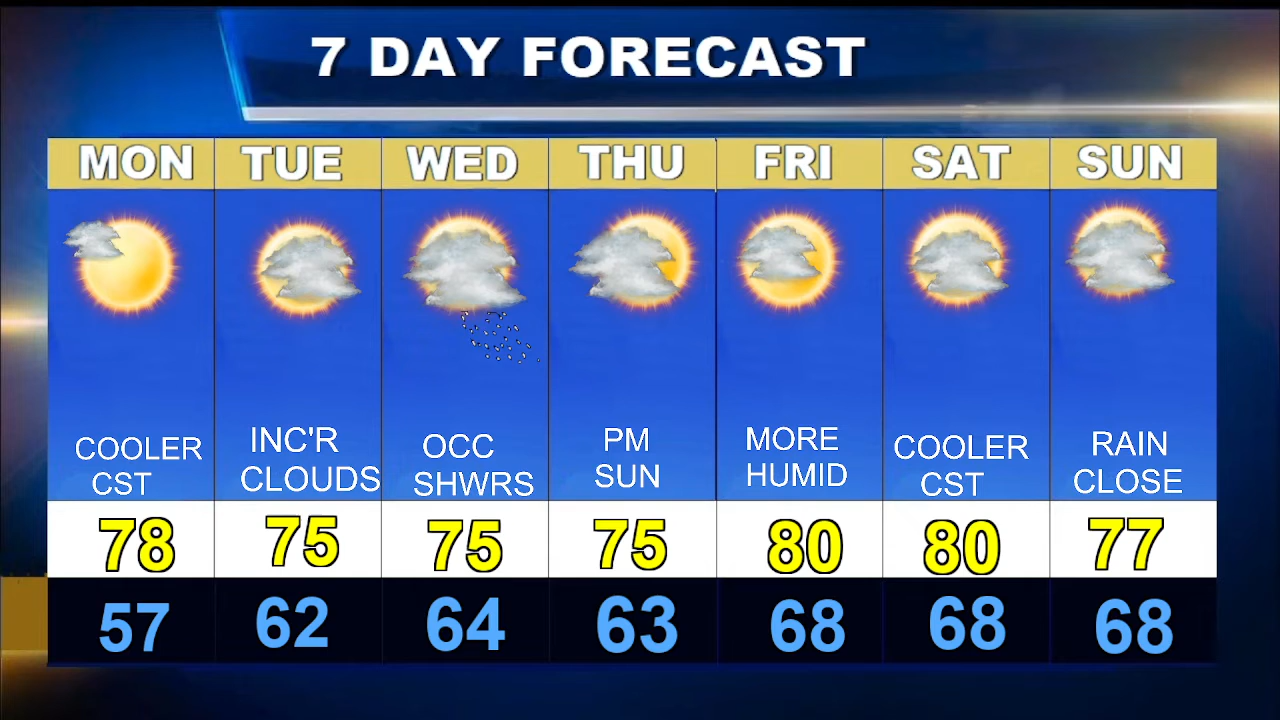 7 DAY FORECAST
MON TUE WED THU FRI SAT SUN
COOLER CST
INC'R CLOUDS
OCC SHWRS
PM SUN
MORE HUMID
COOLER CST
RAIN CLOSE
78 75 75 75 80 80 77
57 62 64 63 68 68 68